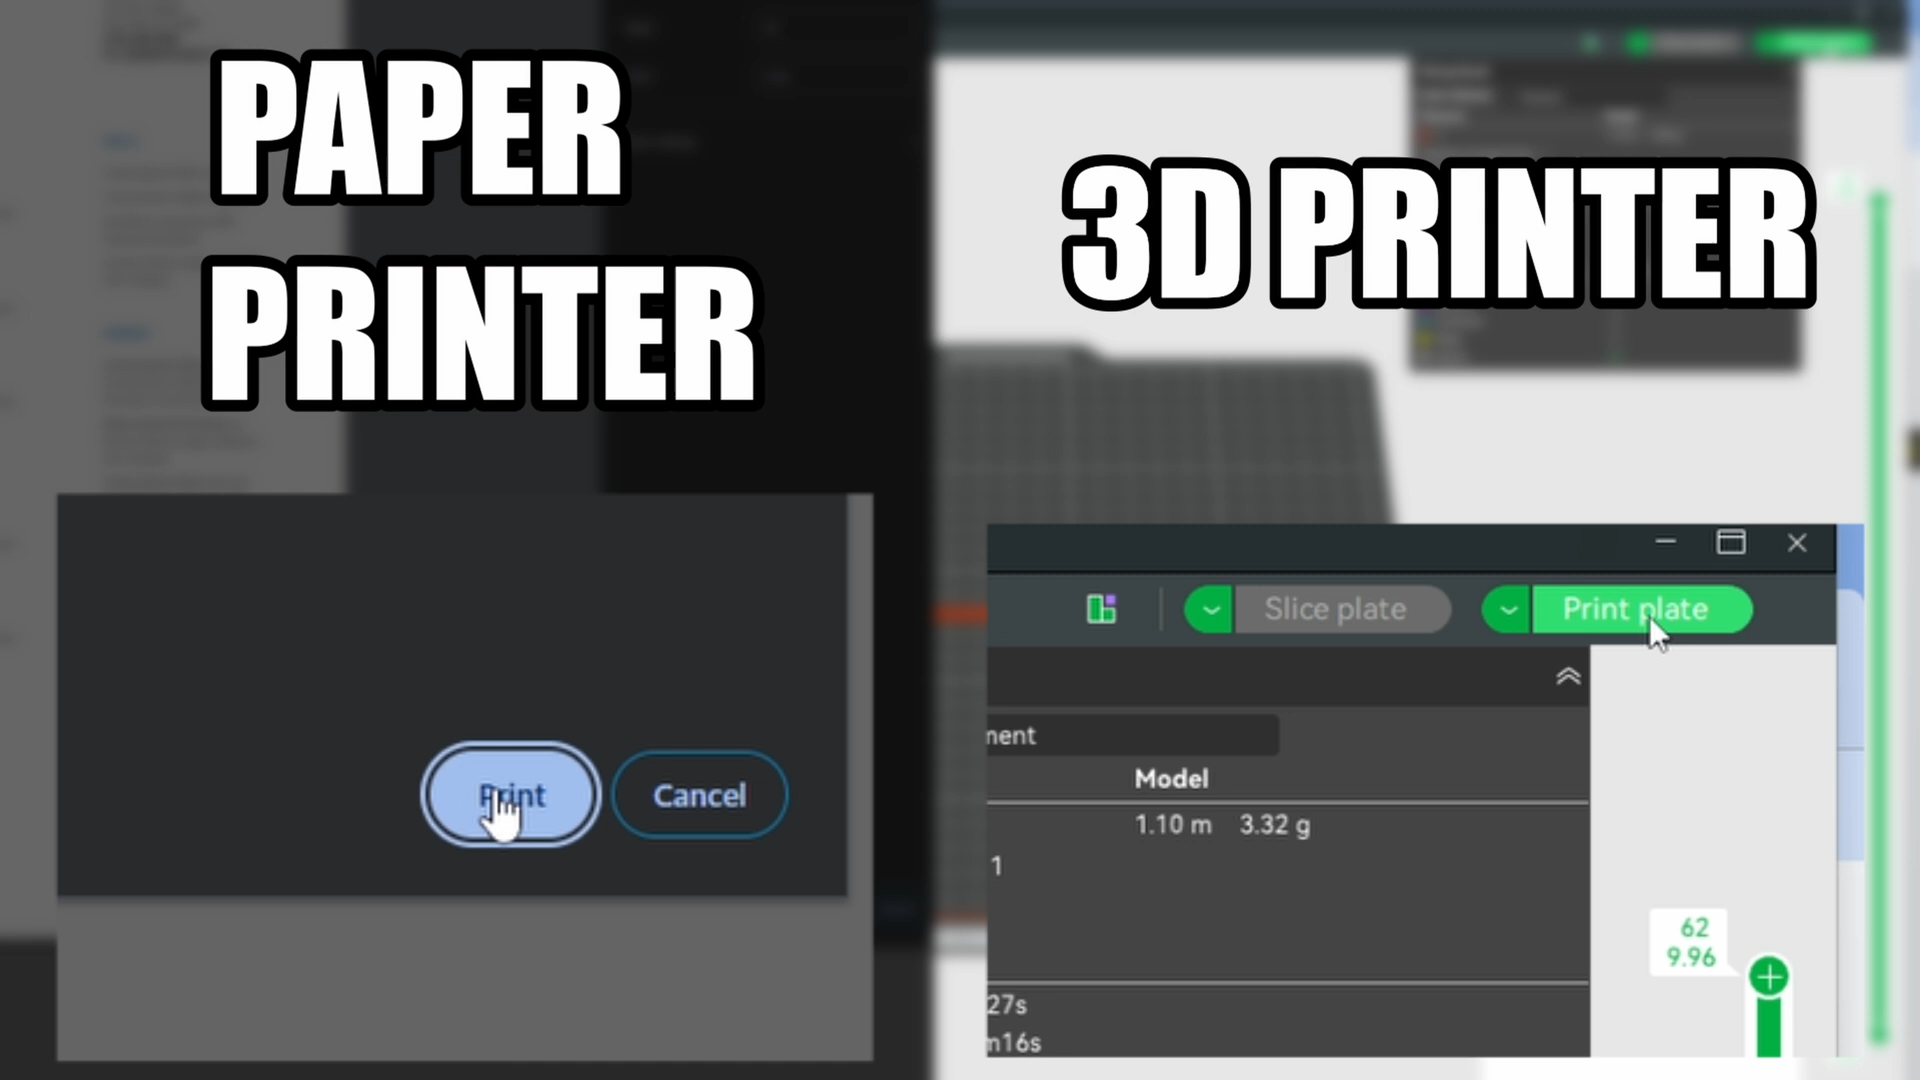 PAPER
PRINTER
Print
Cancel
3D PRINTER
Slice plate
Print plate
ment
Model
1.10 m 3.32 g
1
62
9.96
27s
m16s